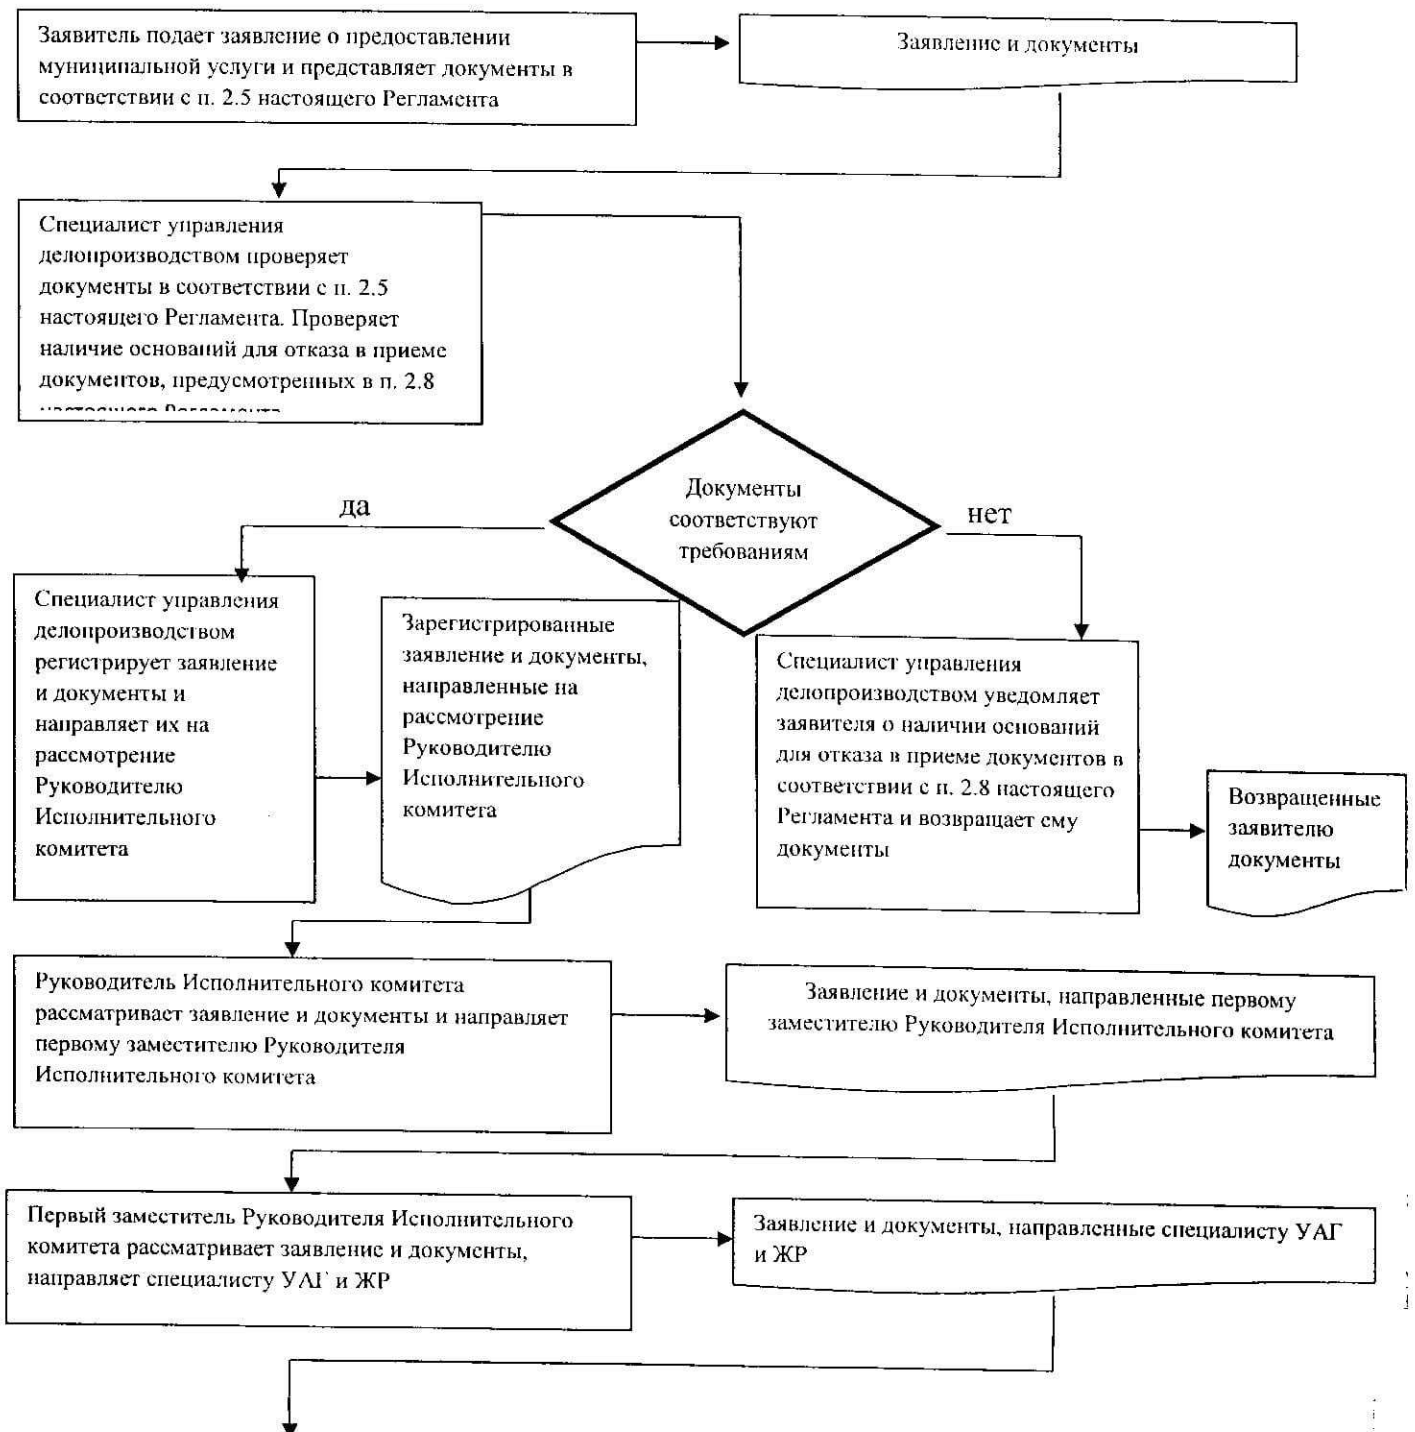 Заявитель подает заявление о предоставлении
муниципальной услуги и представляет документы в
соответствии с п. 2.5 настоящего Регламента
Заявление и документы
Специалист управления
делопроизводством проверяет
документы в соответствии с п. 2.5
настоящего Регламента. Проверяет
наличие оснований для отказа в приеме
документов, предусмотренных в п. 2.8
настоящего Регламента
Документы
соответствуют
требованиям
да
нет
Специалист управления
делопроизводством
регистрирует заявление
и документы и
направляет их на
рассмотрение
Руководителю
Исполнительного
комитета
Зарегистрированные
заявление и документы,
направленные на
рассмотрение
Руководителю
Исполнительного
комитета
Специалист управления
делопроизводством уведомляет
заявителя о наличии оснований
для отказа в приеме документов в
соответствии с п. 2.8 настоящего
Регламента и возвращает ему
документы
Возвращенные
заявителю
документы
Руководитель Исполнительного комитета
рассматривает заявление и документы и направляет
первому заместителю Руководителя
Исполнительного комитета
Заявление и документы, направленные первому
заместителю Руководителя Исполнительного комитета
Первый заместитель Руководителя Исполнительного
комитета рассматривает заявление и документы,
направляет специалисту УАГ и ЖР
Заявление и документы, направленные специалисту УАГ
и ЖР